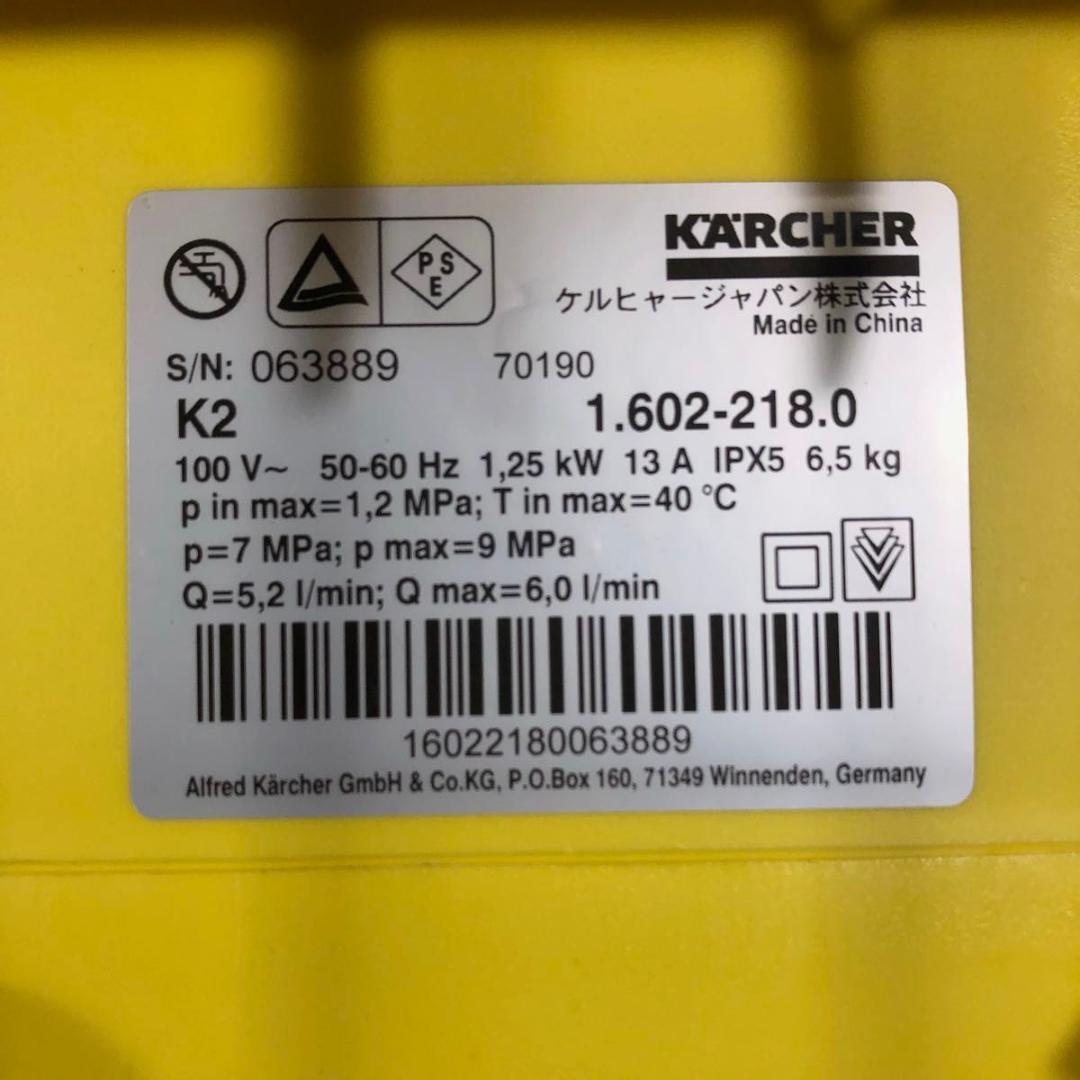 KÄRCHER
PSE
ケルヒャージャパン株式会社
Made in China
S/N: 063889 70190
K2 1.602-218.0
100 V~ 50-60 Hz 1,25 kW 13 A IPX5 6,5 kg
p in max=1,2 MPa; T in max=40 °C
p=7 MPa; p max=9 MPa
Q=5,2 l/min; Q max=6,0 l/min
16022180063889
Alfred Kärcher GmbH & Co.KG, P.O.Box 160, 71349 Winnenden, Germany